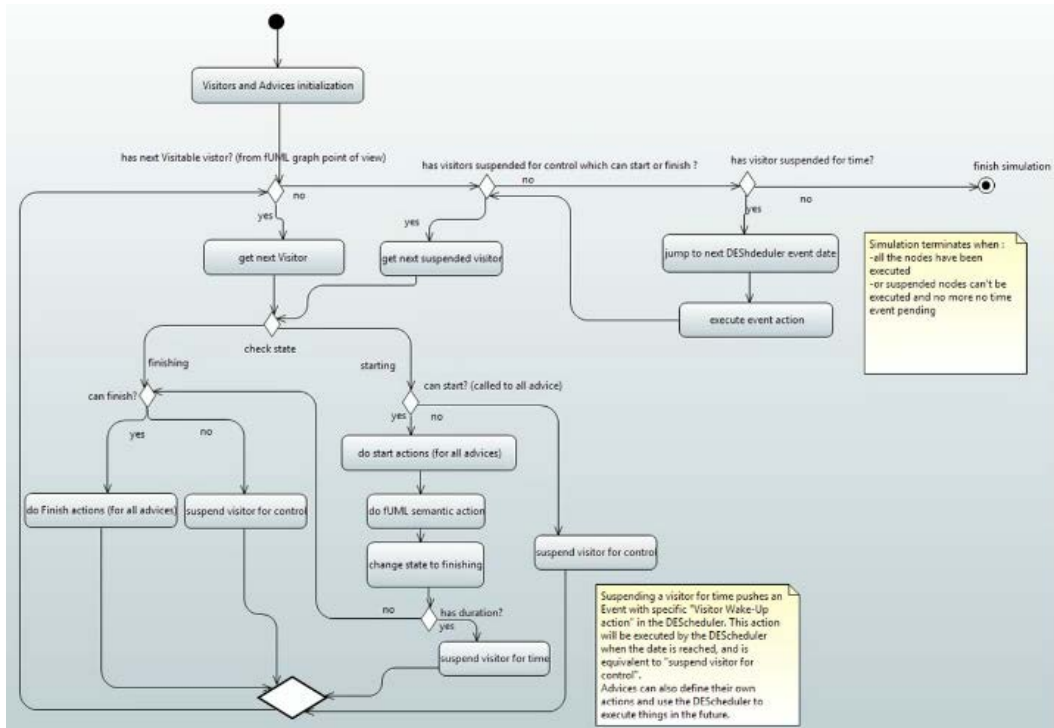 Visitors and Advices initialization
has next Visitable vistor? (from fUML graph point of view)
has visitors suspended for control which can start or finish ?
has visitor suspended for time?
finish simulation
no
no
no
yes
yes
yes
get next Visitor
get next suspended visitor
jump to next DEShdeduler event date
execute event action
Simulation terminates when :
-all the nodes have been
executed
-or suspended nodes can't be
executed and no more no time
event pending
check state
finishing
starting
can finish?
can start? (called to all advice)
yes
no
yes
no
do start actions (for all advices)
do Finish actions (for all advices)
suspend visitor for control
do fUML semantic action
suspend visitor for control
change state to finishing
no
has duration?
yes
suspend visitor for time
Suspending a visitor for time pushes an
Event with specific "Visitor Wake-Up
action" in the DEScheduler. This action
will be executed by the DEScheduler
when the date is reached, and is
equivalent to "suspend visitor for
control".
Advices can also define their own
actions and use the DEScheduler to
execute things in the future.